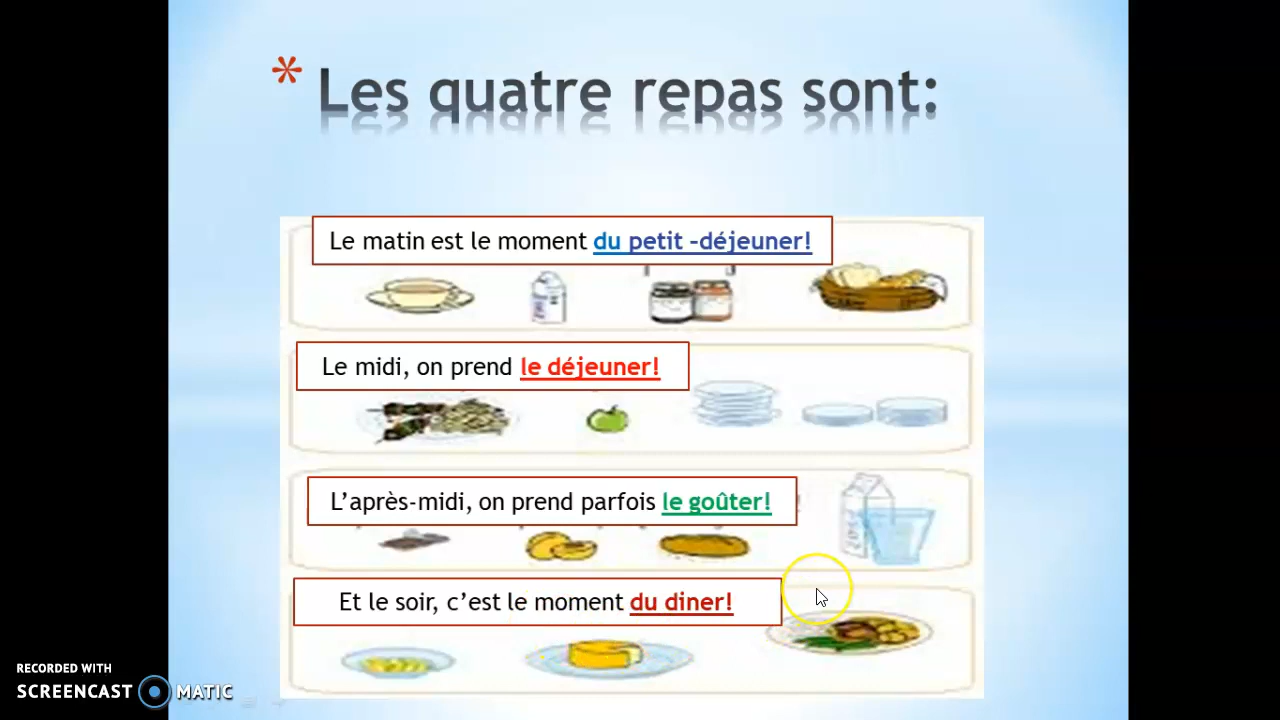 * Les quatre repas sont:
Le matin est le moment du petit –déjeuner!
Le midi, on prend le déjeuner!
L’après-midi, on prend parfois le goûter!
Et le soir, c’est le moment du diner!
RECORDED WITH
SCREENCAST MATIC